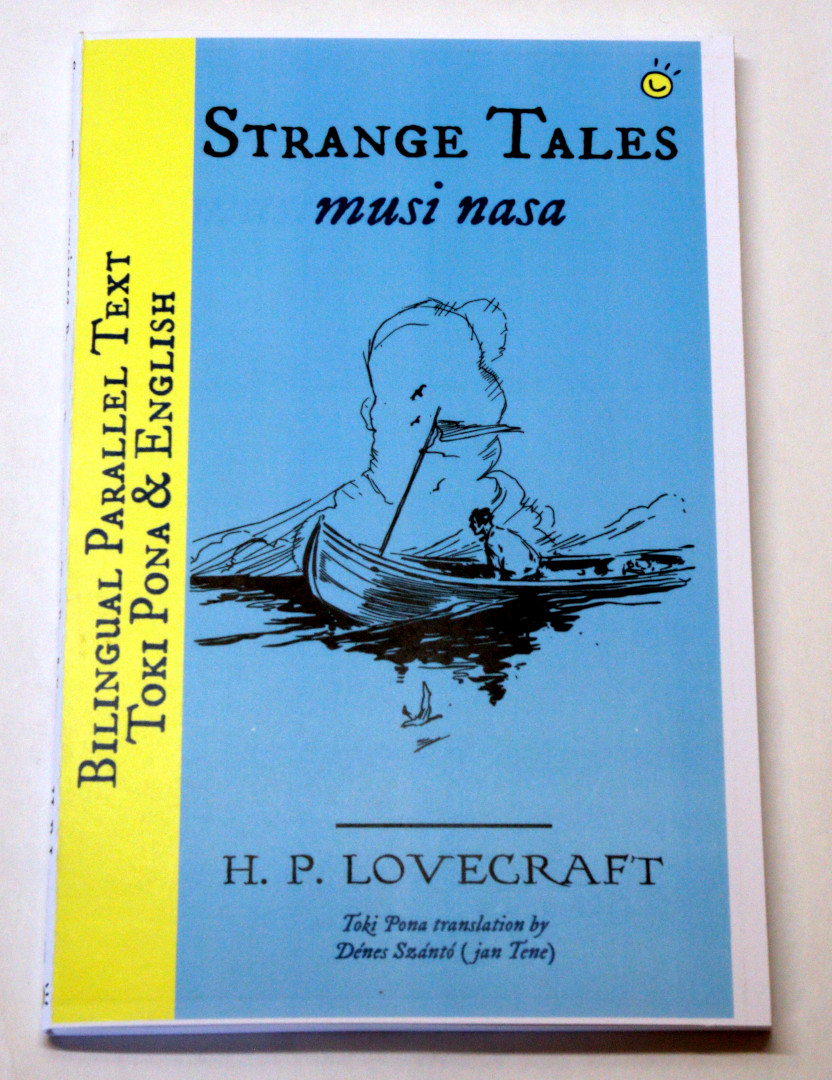 STRANGE TALES
musi nasa
BILINGUAL PARALLEL TEXT
TOKI PONA & ENGLISH
H. P. LOVECRAFT
Toki Pona translation by
Dénes Szántó (jan Tene)